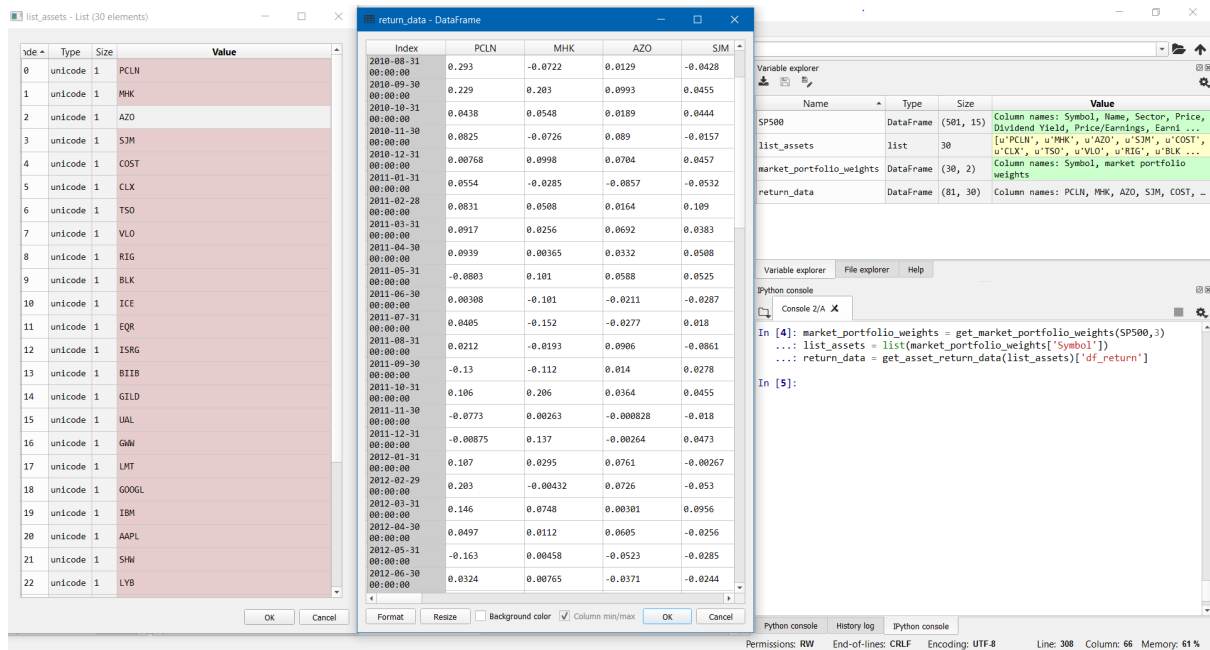 list_assets - List (30 elements)
nde Type Size Value
0 unicode 1 PCLN
1 unicode 1 MHK
2 unicode 1 AZO
3 unicode 1 SJM
4 unicode 1 COST
5 unicode 1 CLX
6 unicode 1 TSO
7 unicode 1 VLO
8 unicode 1 RIG
9 unicode 1 BLK
10 unicode 1 ICE
11 unicode 1 EQR
12 unicode 1 ISRG
13 unicode 1 BIIB
14 unicode 1 GILD
15 unicode 1 UAL
16 unicode 1 GWW
17 unicode 1 LMT
18 unicode 1 GOOGL
19 unicode 1 IBM
20 unicode 1 AAPL
21 unicode 1 SHW
22 unicode 1 LYB
OK Cancel
return_data - DataFrame
Index PCLN MHK AZO SJM
2010-08-31 00:00:00 0.293 -0.0722 0.0129 -0.0428
2010-09-30 00:00:00 0.229 0.203 0.0993 0.0455
2010-10-31 00:00:00 0.0438 0.0548 0.0189 0.0444
2010-11-30 00:00:00 0.0825 -0.0726 0.089 -0.0157
2010-12-31 00:00:00 0.00768 0.0998 0.0704 0.0457
2011-01-31 00:00:00 0.0554 -0.0285 -0.0857 -0.0532
2011-02-28 00:00:00 0.0831 0.0508 0.0164 0.109
2011-03-31 00:00:00 0.0917 0.0256 0.0692 0.0383
2011-04-30 00:00:00 0.0939 0.00365 0.0332 0.0508
2011-05-31 00:00:00 -0.0803 0.101 0.0588 0.0525
2011-06-30 00:00:00 0.00308 -0.101 -0.0211 -0.0287
2011-07-31 00:00:00 0.0405 -0.152 -0.0277 0.018
2011-08-31 00:00:00 0.0212 -0.0193 0.0906 -0.0861
2011-09-30 00:00:00 -0.13 -0.112 0.014 0.0278
2011-10-31 00:00:00 0.106 0.206 0.0364 0.0455
2011-11-30 00:00:00 -0.0773 0.00263 -0.000828 -0.018
2011-12-31 00:00:00 -0.00875 0.137 -0.00264 0.0473
2012-01-31 00:00:00 0.107 0.0295 0.0761 -0.00267
2012-02-29 00:00:00 0.203 -0.00432 0.0726 -0.053
2012-03-31 00:00:00 0.146 0.0748 0.00301 0.0956
2012-04-30 00:00:00 0.0497 0.0112 0.0605 -0.0256
2012-05-31 00:00:00 -0.163 0.00458 -0.0523 -0.0285
2012-06-30 00:00:00 0.0324 0.00765 -0.0371 -0.0244
Format Resize Background color Column min/max OK Cancel
Variable explorer
Name Type Size Value
SP500 DataFrame (501, 15) Column names: Symbol, Name, Sector, Price,
Dividend Yield, Price/Earnings, Earni ...
list_assets list 30 [u'PCLN', u'MHK', u'AZO', u'SJM', u'COST',
u'CLX', u'TSO', u'VLO', u'RIG', u'BLK ...
market_portfolio_weights DataFrame (30, 2) Column names: Symbol, market portfolio
weights
return_data DataFrame (81, 30) Column names: PCLN, MHK, AZO, SJM, COST, …
Variable explorer File explorer Help
IPython console
Console 2/A
In [4]: market_portfolio_weights = get_market_portfolio_weights(SP500,3)
...: list_assets = list(market_portfolio_weights['Symbol'])
...: return_data = get_asset_return_data(list_assets)['df_return']
In [5]:
Python console History log IPython console
Permissions: RW End-of-lines: CRLF Encoding: UTF-8 Line: 308 Column: 66 Memory: 61 %